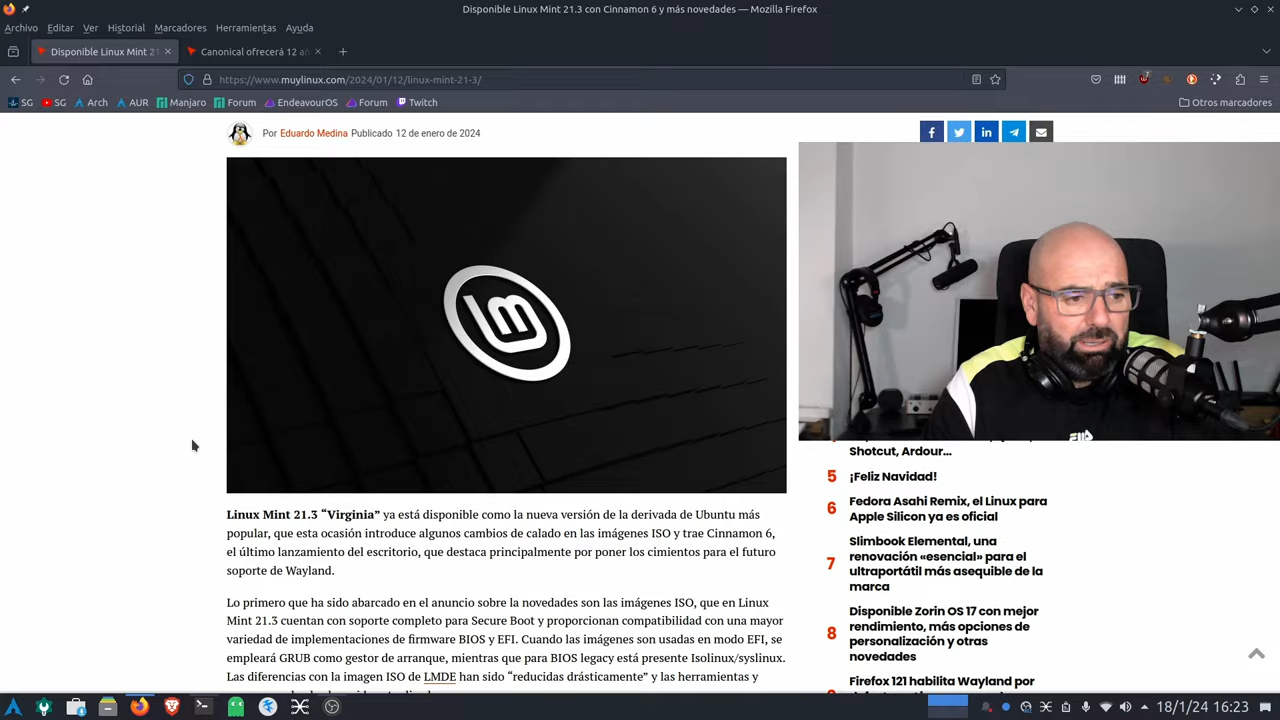 Disponible Linux Mint 21.3 con Cinnamon 6 y más novedades — Mozilla Firefox
Archivo Editar Ver Historial Marcadores Herramientas Ayuda
Disponible Linux Mint 21
Canonical ofrecerá 12 añ
https://www.muylinux.com/2024/01/12/linux-mint-21-3/
SG SG Arch AUR Manjaro Forum EndeavourOS Forum Twitch Otros marcadores
Por Eduardo Medina Publicado 12 de enero de 2024
Linux Mint 21.3 “Virginia” ya está disponible como la nueva versión de la derivada de Ubuntu más
popular, que esta ocasión introduce algunos cambios de calado en las imágenes ISO y trae Cinnamon 6,
el último lanzamiento del escritorio, que destaca principalmente por poner los cimientos para el futuro
soporte de Wayland.
Lo primero que ha sido abarcado en el anuncio sobre la novedades son las imágenes ISO, que en Linux
Mint 21.3 cuentan con soporte completo para Secure Boot y proporcionan compatibilidad con una mayor
variedad de implementaciones de firmware BIOS y EFI. Cuando las imágenes son usadas en modo EFI, se
empleará GRUB como gestor de arranque, mientras que para BIOS legacy está presente Isolinux/syslinux.
Las diferencias con la imagen ISO de LMDE han sido “reducidas drásticamente” y las herramientas y
Shotcut, Ardour...
5 ¡Feliz Navidad!
6 Fedora Asahi Remix, el Linux para
Apple Silicon ya es oficial
7 Slimbook Elemental, una
renovación «esencial» para el
ultraportátil más asequible de la
marca
8 Disponible Zorin OS 17 con mejor
rendimiento, más opciones de
personalización y otras
novedades
Firefox 121 habilita Wayland por
18/1/24 16:23